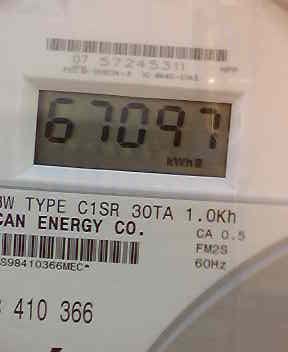 07 57245311
67097
kWh
W TYPE C1SR 30TA 1.0Kh
CAN ENERGY CO.
CA 0.5
FM2S
60Hz
S98410366MEC*
410 366